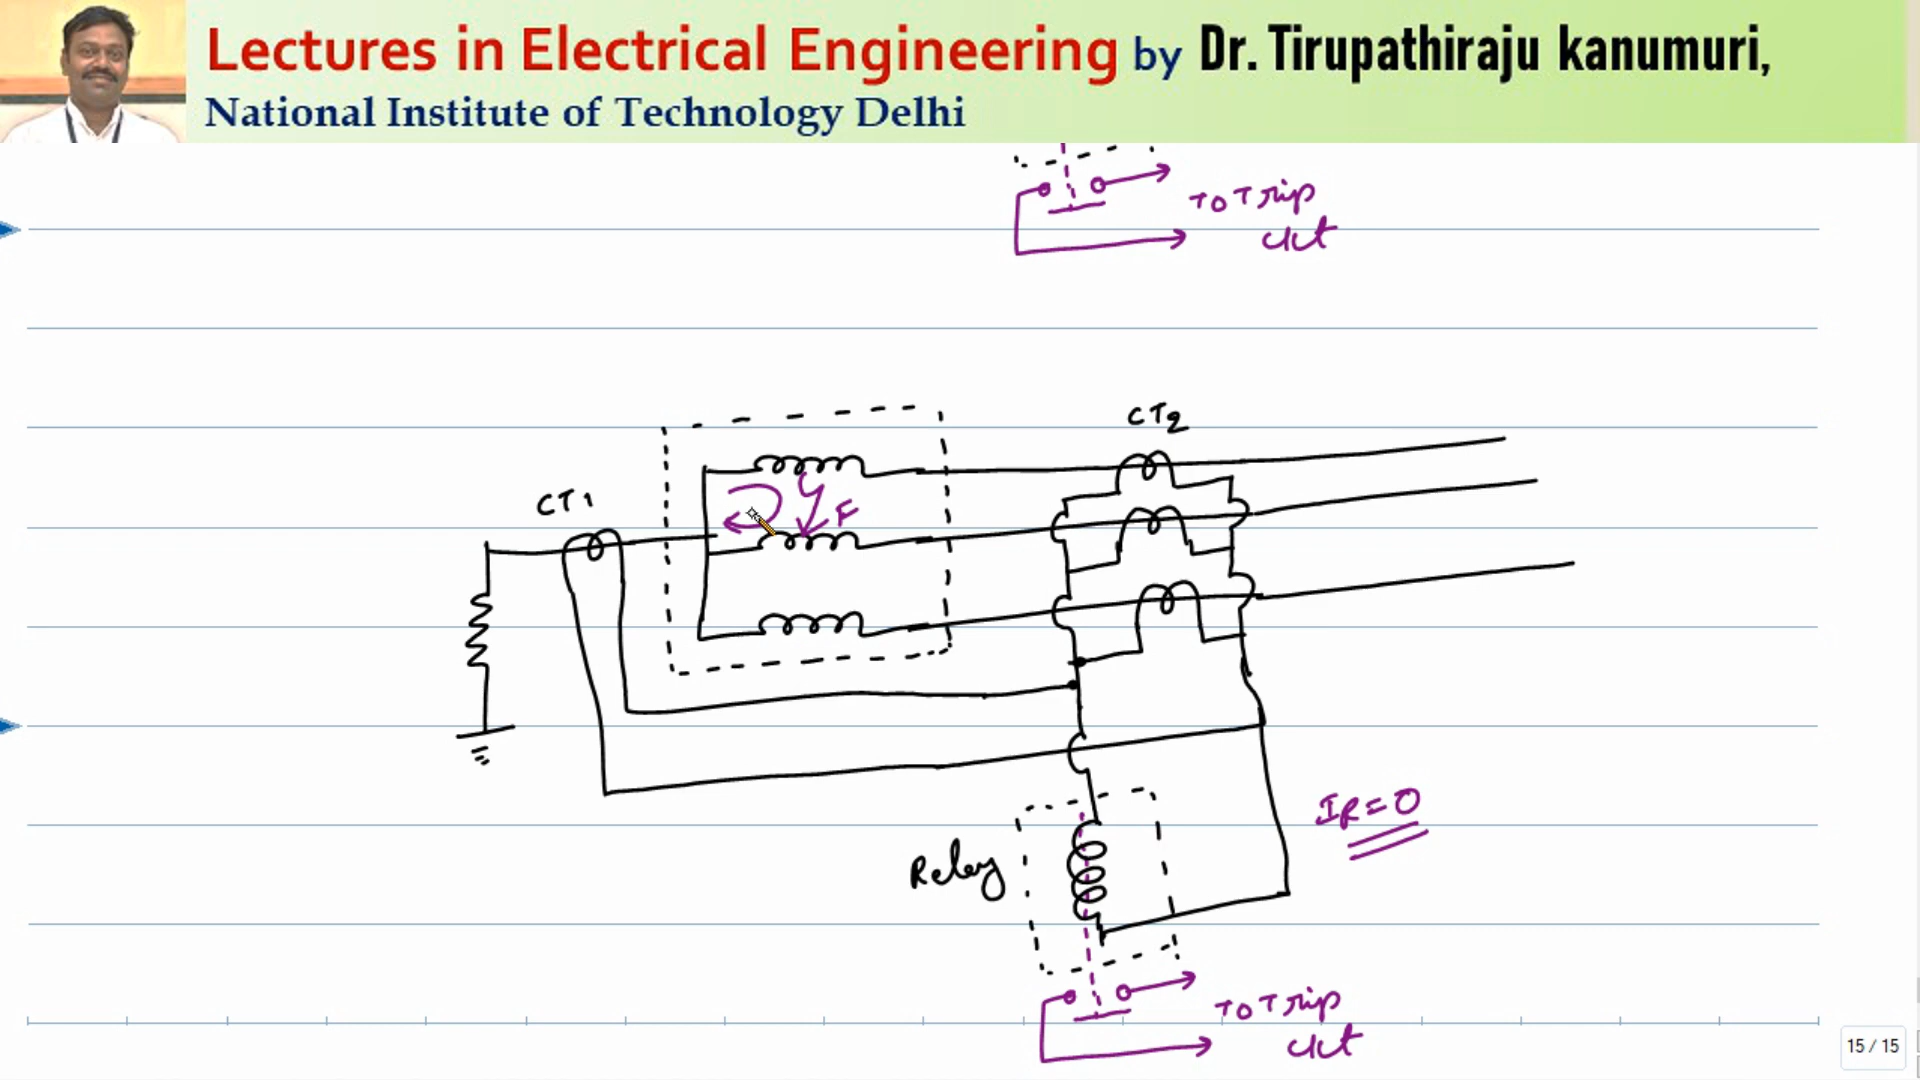 Lectures in Electrical Engineering by Dr. Tirupathiraju kanumuri,
National Institute of Technology Delhi
To Trip
ckt
CT2
CT1
F
IR=0
Relay
To Trip
ckt
15 / 15